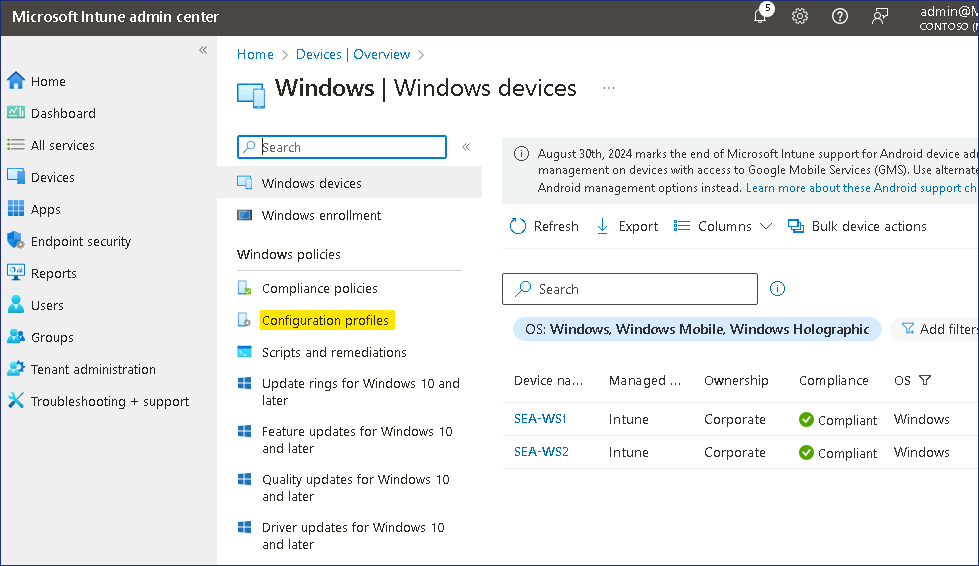 Microsoft Intune admin center
5
admin@M
CONTOSO (M
«
Home
Dashboard
All services
Devices
Apps
Endpoint security
Reports
Users
Groups
Tenant administration
Troubleshooting + support
Home > Devices | Overview >
Windows | Windows devices ...
Search «
Windows devices
Windows enrollment
Windows policies
Compliance policies
Configuration profiles
Scripts and remediations
Update rings for Windows 10 and
later
Feature updates for Windows 10
and later
Quality updates for Windows 10
and later
Driver updates for Windows 10
and later
August 30th, 2024 marks the end of Microsoft Intune support for Android device ad
management on devices with access to Google Mobile Services (GMS). Use alternat
Android management options instead. Learn more about these Android support ch
Refresh Export Columns Bulk device actions
Search
OS: Windows, Windows Mobile, Windows Holographic Add filters
Device na... Managed ... Ownership Compliance OS
SEA-WS1 Intune Corporate Compliant Windows
SEA-WS2 Intune Corporate Compliant Windows